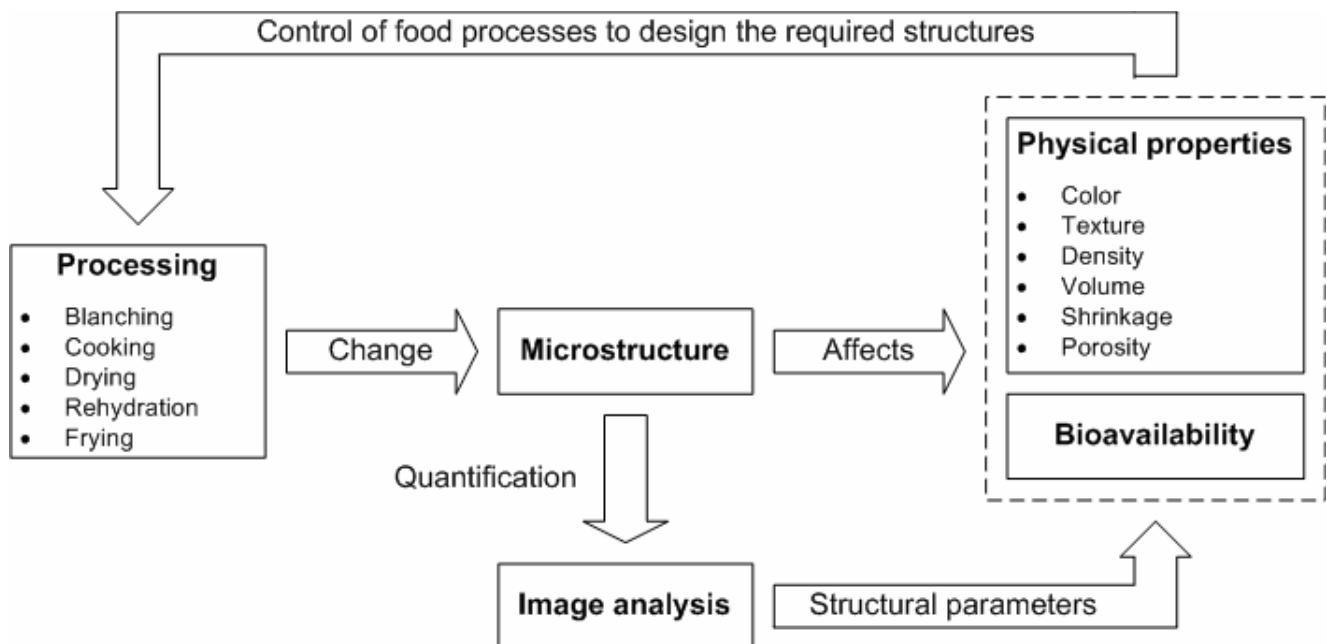 Control of food processes to design the required structures
Physical properties
• Color
• Texture
• Density
• Volume
• Shrinkage
• Porosity
Processing
• Blanching
• Cooking
• Drying
• Rehydration
• Frying
Change
Microstructure
Affects
Bioavailability
Quantification
Image analysis
Structural parameters